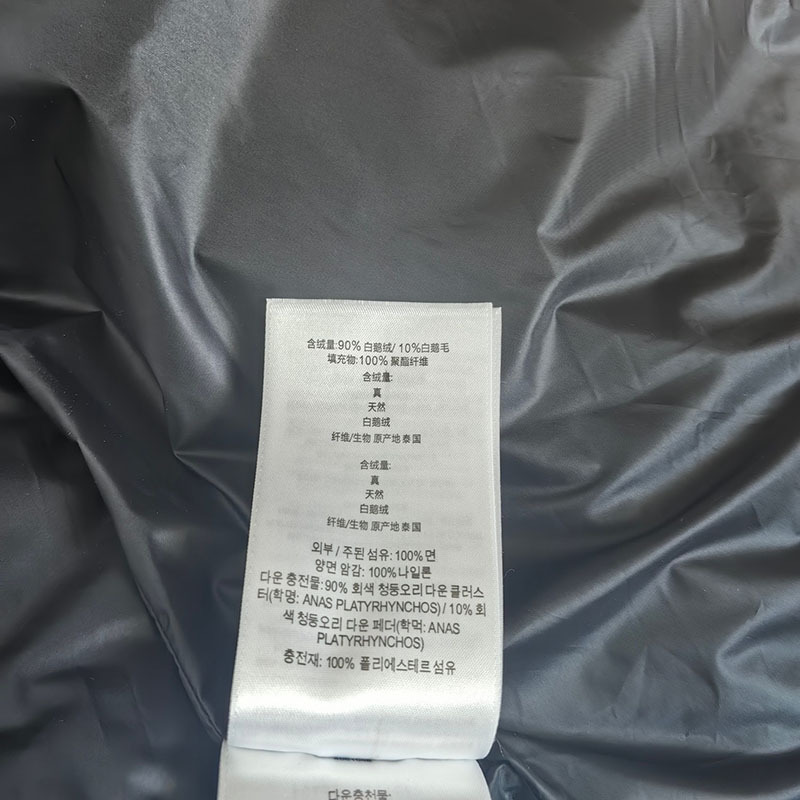 含绒量:90% 白鹅绒/ 10%白鹅毛
填充物:100% 聚酯纤维
含绒量:
真
天然
白鹅绒
纤维/生物 原产地 泰国
含绒量:
真
天然
白鹅绒
纤维/生物 原产地 泰国
외부 / 주된 섬유: 100% 면
양면 암감: 100% 나일론
다운 충전물: 90% 회색 청둥오리 다운 클러스
터(학명: ANAS PLATYRHYNCHOS) / 10% 회
색 청둥오리 다운 페더(학먹: ANAS
PLATYRHYNCHOS)
충전재: 100% 폴리에스테르 섬유
다운충천물: